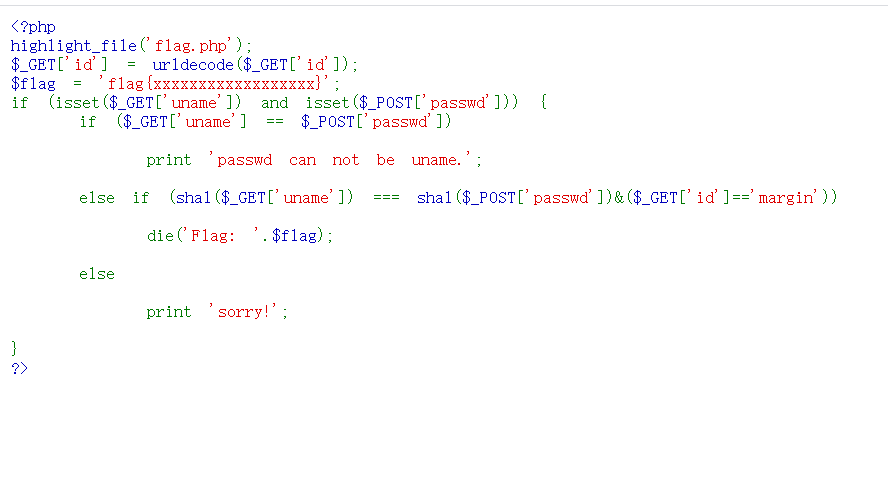 <?php
highlight_file('flag.php');
$_GET['id'] = urldecode($_GET['id']);
$flag = 'flag{xxxxxxxxxxxxxxxxxx}';
if (isset($_GET['uname']) and isset($_POST['passwd'])) {
if ($_GET['uname'] == $_POST['passwd'])
print 'passwd can not be uname.';
else if (sha1($_GET['uname']) === sha1($_POST['passwd'])&($_GET['id']=='margin'))
die('Flag: '.$flag);
else
print 'sorry!';
}
?>